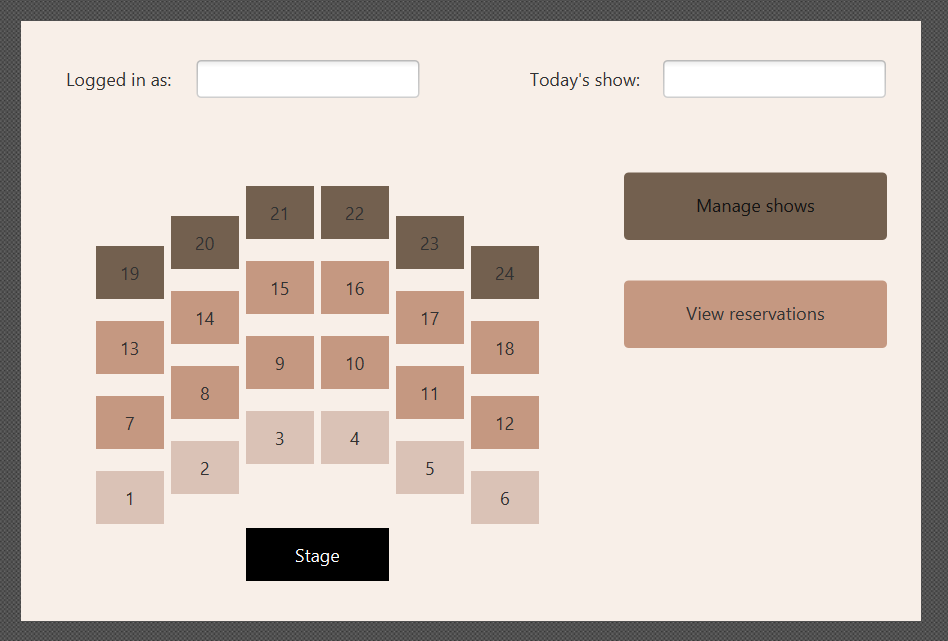 Logged in as:
Today's show:
Manage shows
View reservations
21 22
20 23
19 24
15 16
14 17
13 18
9 10
8 11
7 12
3 4
2 5
1 6
Stage